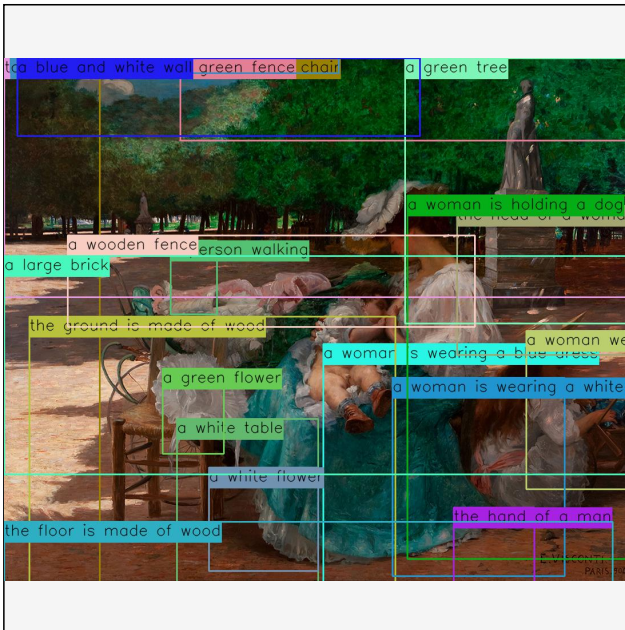 a blue and white wall green fence chair a green tree
a woman is holding a dog
the head of a woma
a wooden fence erson walking
a large brick
the ground is made of wood
a woman we
a woman is wearing a blue dress
a green flower
a woman is wearing a white
a white table
a white flower
the hand of a man
the floor is made of wood
E. VISCONTI
PARIS